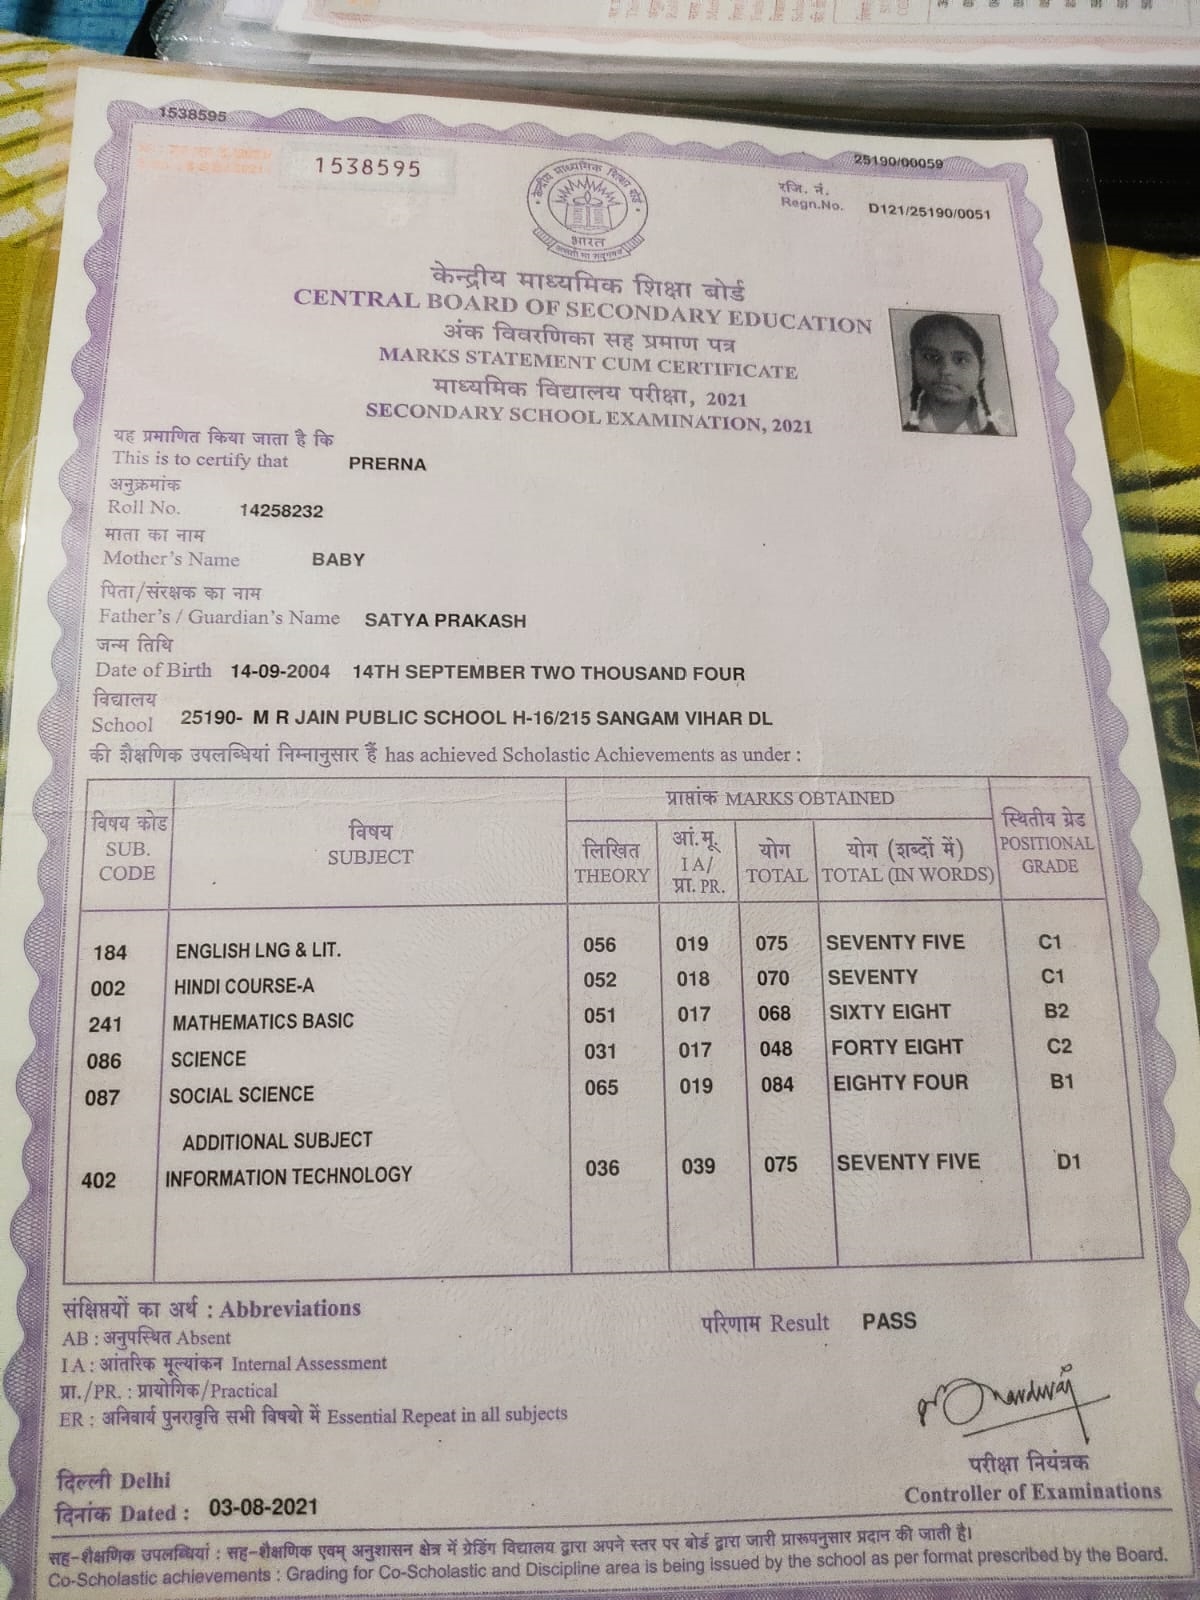 1538595
25190/00059
1538595
रजि. नं.
Regn.No. D121/25190/0051
केन्द्रीय माध्यमिक शिक्षा बोर्ड
भारत
केन्द्रीय माध्यमिक शिक्षा बोर्ड
CENTRAL BOARD OF SECONDARY EDUCATION
अंक विवरणिका सह प्रमाण पत्र
MARKS STATEMENT CUM CERTIFICATE
माध्यमिक विद्यालय परीक्षा, 2021
SECONDARY SCHOOL EXAMINATION, 2021
यह प्रमाणित किया जाता है कि
This is to certify that PRERNA
अनुक्रमांक
Roll No. 14258232
माता का नाम
Mother's Name BABY
पिता/संरक्षक का नाम
Father's / Guardian's Name SATYA PRAKASH
जन्म तिथि
Date of Birth 14-09-2004 14TH SEPTEMBER TWO THOUSAND FOUR
विद्यालय
School 25190- M R JAIN PUBLIC SCHOOL H-16/215 SANGAM VIHAR DL
की शैक्षणिक उपलब्धियां निम्नानुसार हैं has achieved Scholastic Achievements as under :
विषय कोड
SUB.
CODE
विषय
SUBJECT
प्राप्तांक MARKS OBTAINED
लिखित
THEORY
आं.मू.
I A/
प्रा. PR.
योग
TOTAL
योग (शब्दों में)
TOTAL (IN WORDS)
स्थितीय ग्रेड
POSITIONAL
GRADE
184 ENGLISH LNG & LIT. 056 019 075 SEVENTY FIVE C1
002 HINDI COURSE-A 052 018 070 SEVENTY C1
241 MATHEMATICS BASIC 051 017 068 SIXTY EIGHT B2
086 SCIENCE 031 017 048 FORTY EIGHT C2
087 SOCIAL SCIENCE 065 019 084 EIGHTY FOUR B1
ADDITIONAL SUBJECT
402 INFORMATION TECHNOLOGY 036 039 075 SEVENTY FIVE D1
संक्षिप्तियों का अर्थ : Abbreviations
परिणाम Result PASS
AB : अनुपस्थित Absent
I A : आंतरिक मूल्यांकन Internal Assessment
प्रा./PR. : प्रायोगिक/Practical
ER : अनिवार्य पुनरावृत्ति सभी विषयो में Essential Repeat in all subjects
दिल्ली Delhi
दिनांक Dated : 03-08-2021
परीक्षा नियंत्रक
Controller of Examinations
सह-शैक्षणिक उपलब्धियां : सह-शैक्षणिक एवम् अनुशासन क्षेत्र में ग्रेडिंग विद्यालय द्वारा अपने स्तर पर बोर्ड द्वारा जारी प्रारूपनुसार प्रदान की जाती है।
Co-Scholastic achievements : Grading for Co-Scholastic and Discipline area is being issued by the school as per format prescribed by the Board.